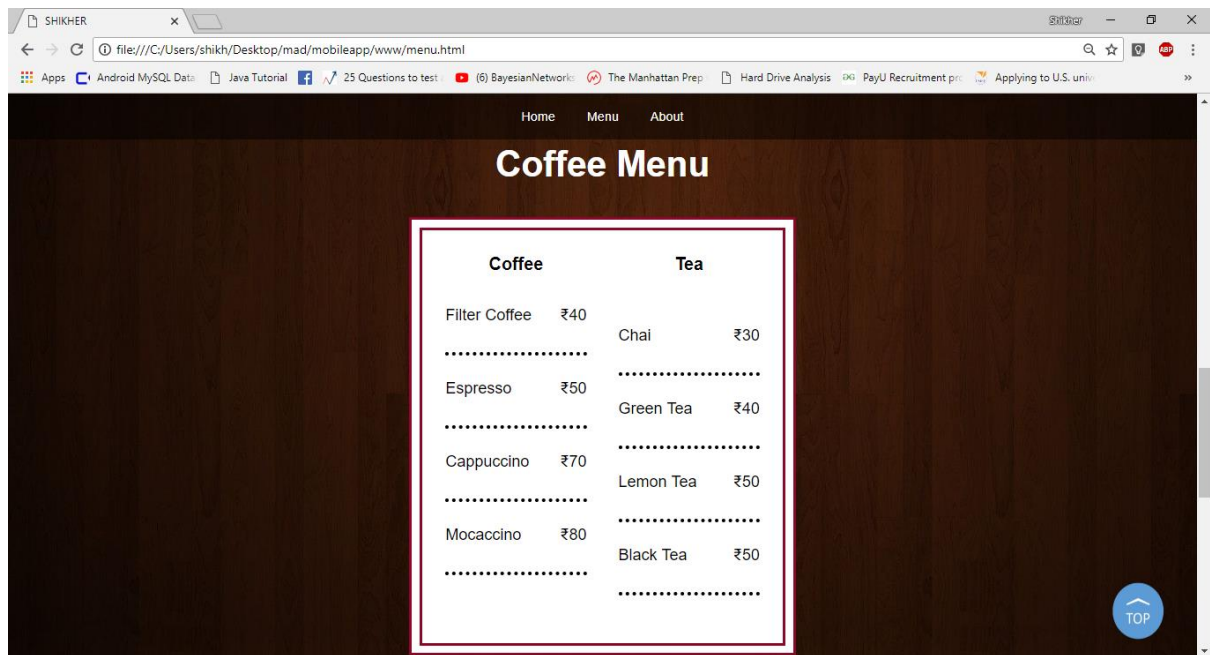 SHIKHER
Shikher
file:///C:/Users/shikh/Desktop/mad/mobileapp/www/menu.html
ABP
Apps Android MySQL Data Java Tutorial 25 Questions to test (6) BayesianNetworks The Manhattan Prep Hard Drive Analysis PayU Recruitment pro Applying to U.S. univ
Home Menu About
Coffee Menu
Coffee
Filter Coffee ₹40
Espresso ₹50
Cappuccino ₹70
Mocaccino ₹80
Tea
Chai ₹30
Green Tea ₹40
Lemon Tea ₹50
Black Tea ₹50
TOP